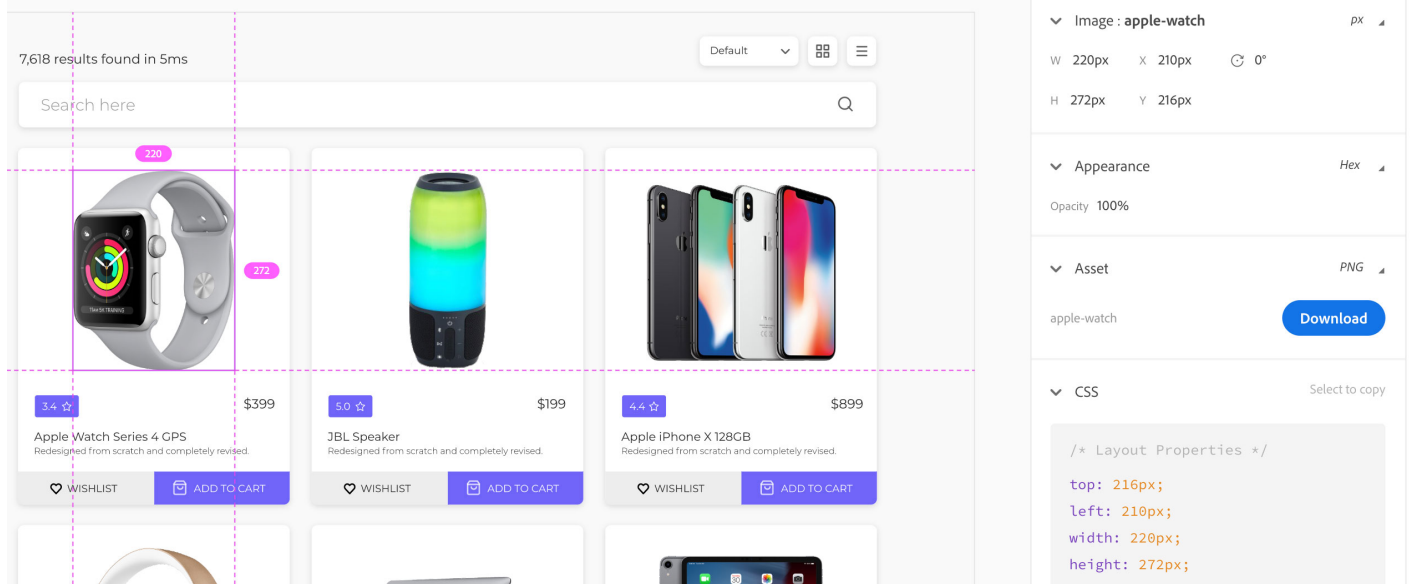 7,618 results found in 5ms
Default
Search here
220
272
3.4
$399
Apple Watch Series 4 GPS
Redesigned from scratch and completely revised.
WISHLIST
ADD TO CART
5.0
$199
JBL Speaker
Redesigned from scratch and completely revised.
WISHLIST
ADD TO CART
4.4
$899
Apple iPhone X 128GB
Redesigned from scratch and completely revised.
WISHLIST
ADD TO CART
Image : apple-watch
px
W 220px X 210px 0°
H 272px Y 216px
Appearance
Hex
Opacity 100%
Asset
PNG
apple-watch
Download
CSS
Select to copy
/* Layout Properties */
top: 216px;
left: 210px;
width: 220px;
height: 272px;